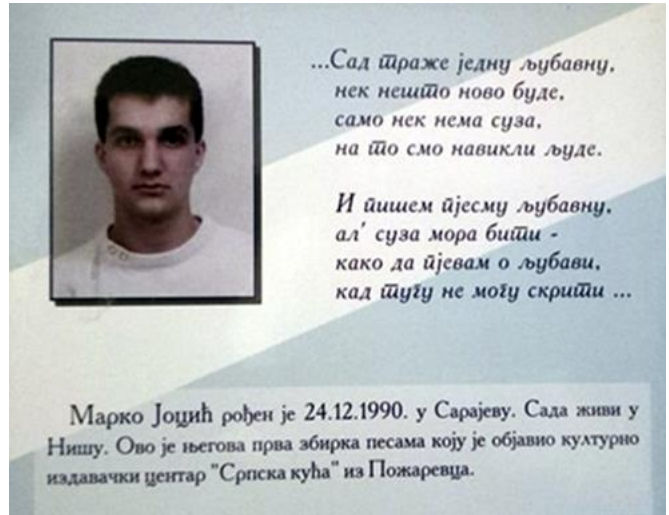 ...Сад траже једну љубавну,
нек нешто ново буде,
само нек нема суза,
на то смо навикли људе.
И пишем пјесму љубавну,
ал' суза мора бити -
како да пјевам о љубави,
кад тугу не могу скрити ...
Марко Јоцић рођен је 24.12.1990. у Сарајеву. Сада живи у
Нишу. Ово је његова прва збирка песама коју је објавио културно
издавачки центар "Српска кућа" из Пожаревца.